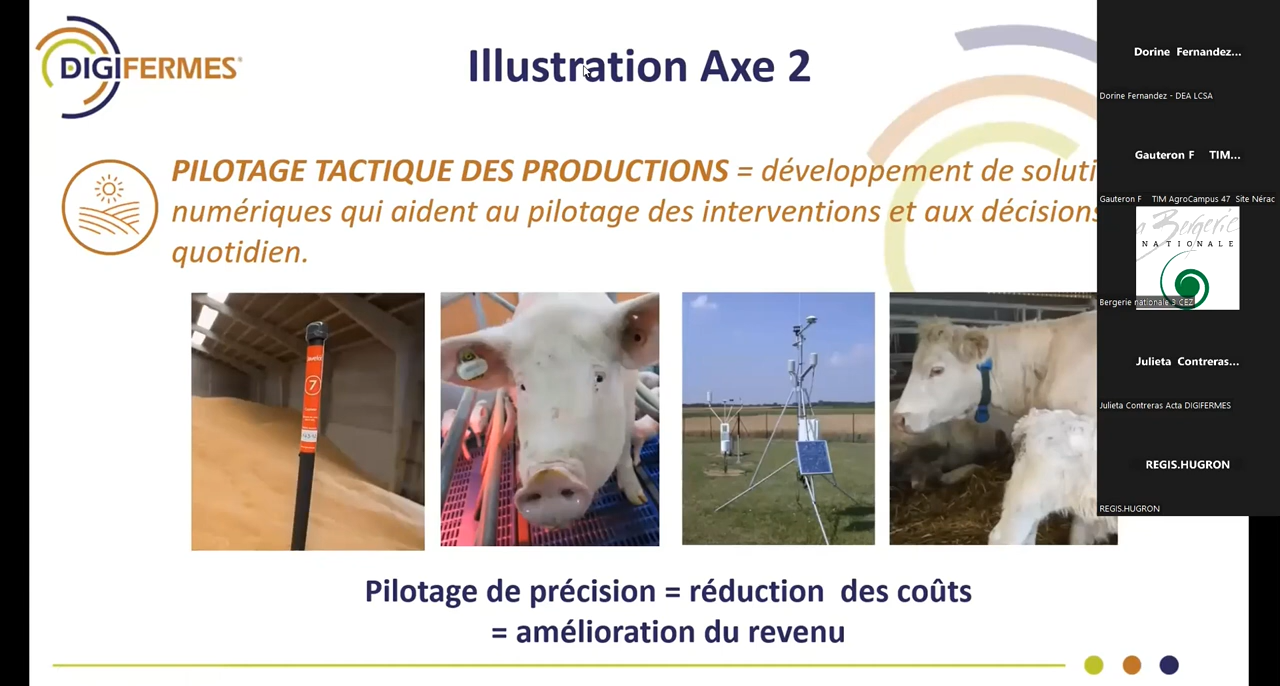 DIGIFERMES®
Illustration Axe 2
PILOTAGE TACTIQUE DES PRODUCTIONS = développement de soluti
numériques qui aident au pilotage des interventions et aux décisions
quotidien.
7
Pilotage de précision = réduction des coûts
= amélioration du revenu
Dorine Fernandez...
Dorine Fernandez - DEA LCSA
Gauteron F TIM...
Gauteron F TIM AgroCampus 47 Site Nérac
Bergerie
NATIONALE
Bergerie nationale 3 CEZ
Julieta Contreras...
Julieta Contreras Acta DIGIFERMES
REGIS.HUGRON
REGIS.HUGRON